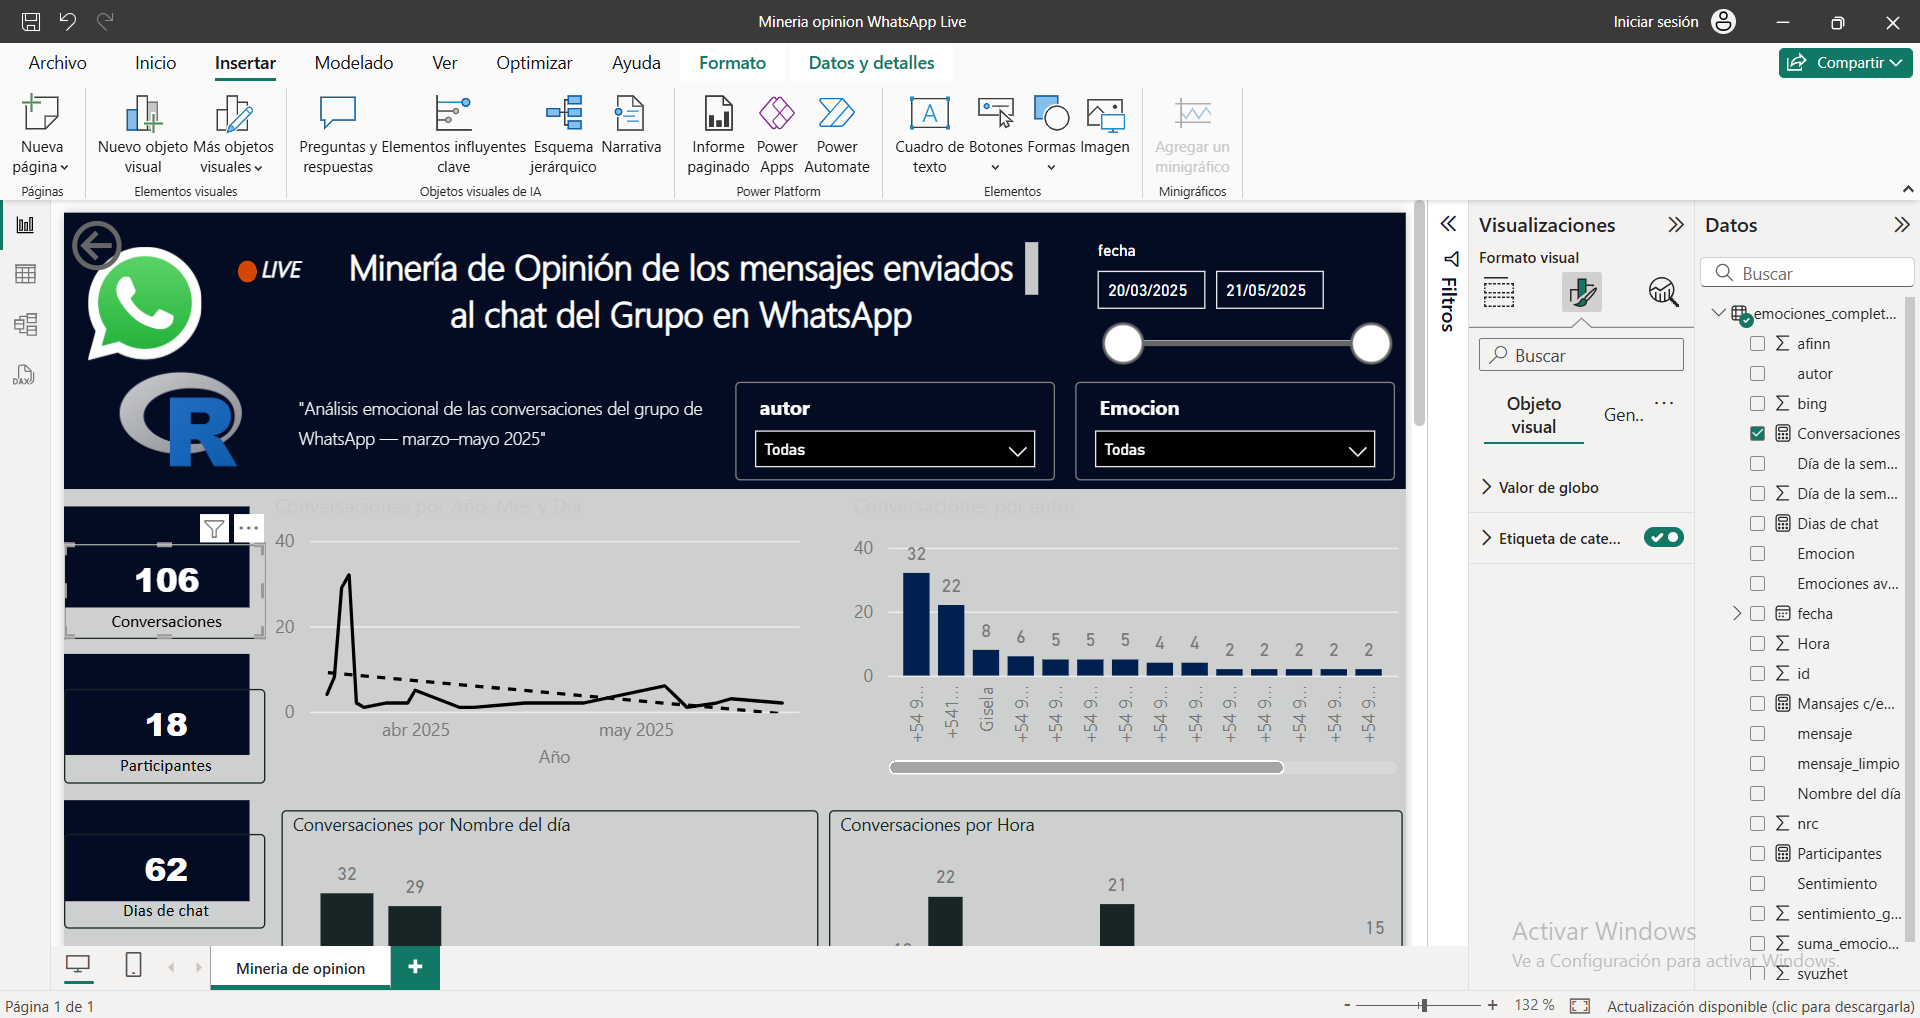 Mineria opinion WhatsApp Live
Iniciar sesión
Archivo Inicio Insertar Modelado Ver Optimizar Ayuda Formato Datos y detalles
Compartir
Nueva página
Páginas
Nuevo objeto visual
Más objetos visuales
Elementos visuales
Preguntas y respuestas
Elementos influyentes clave
Esquema jerárquico
Narrativa
Objetos visuales de IA
Informe paginado
Power Apps
Power Automate
Power Platform
Cuadro de texto
Botones
Formas
Imagen
Elementos
Agregar un minigráfico
Minigráficos
DAX
LIVE
Minería de Opinión de los mensajes enviados
al chat del Grupo en WhatsApp
fecha
20/03/2025 21/05/2025
R
"Análisis emocional de las conversaciones del grupo de
WhatsApp — marzo–mayo 2025"
autor
Todas
Emocion
Todas
106
Conversaciones
18
Participantes
62
Dias de chat
Conversaciones por Año, Mes y Día
40
20
0
abr 2025 may 2025
Año
Conversaciones por autor
40
20
0
32 22 8 6 5 5 5 4 4 2 2 2 2 2
+54 9... +541... Gisela +54 9... +54 9... +54 9... +54 9... +54 9... +54 9... +54 9... +54 9... +54 9... +54 9... +54 9...
Conversaciones por Nombre del día
32 29
Conversaciones por Hora
22 21 15
Filtros
Visualizaciones
Formato visual
Buscar
Objeto visual
Gen..
...
Valor de globo
Etiqueta de cate...
Datos
Buscar
emociones_complet...
afinn
autor
bing
Conversaciones
Día de la sem...
Día de la sem...
Dias de chat
Emocion
Emociones av...
fecha
Hora
id
Mansajes c/e...
mensaje
mensaje_limpio
Nombre del día
nrc
Participantes
Sentimiento
sentimiento_g...
suma_emocio...
syuzhet
Activar Windows
Ve a Configuración para activar Windows.
Mineria de opinion
Página 1 de 1
- + 132 %
Actualización disponible (clic para descargarla)